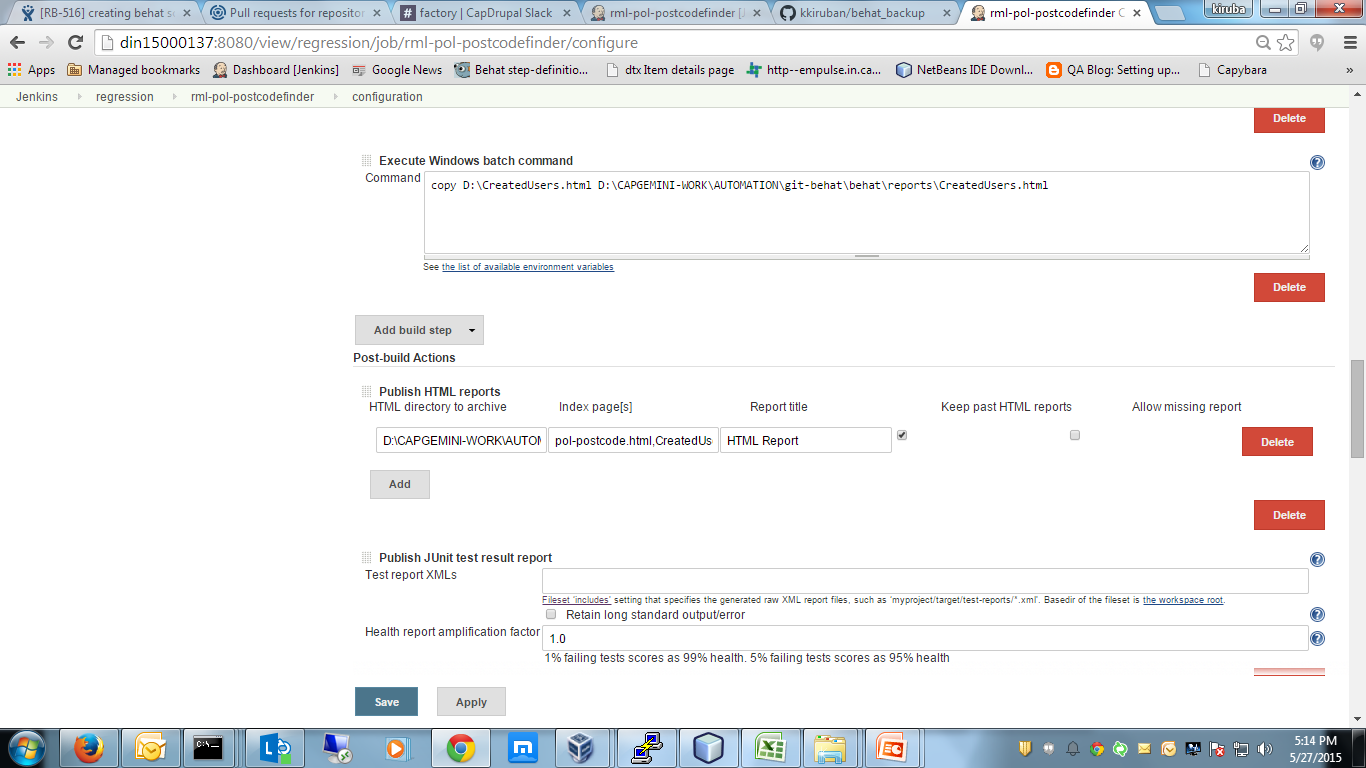 [RB-516] creating behat s
Pull requests for repositor
factory | CapDrupal Slack
rml-pol-postcodefinder [J
kkiruban/behat_backup
rml-pol-postcodefinder C
kiruba
din15000137:8080/view/regression/job/rml-pol-postcodefinder/configure
Apps
Managed bookmarks
Dashboard [Jenkins]
Google News
Behat step-definitio...
dtx Item details page
http--empulse.in.ca...
NetBeans IDE Downl...
QA Blog: Setting up...
Capybara
»
Jenkins
regression
rml-pol-postcodefinder
configuration
Delete
Execute Windows batch command
Command
copy D:\CreatedUsers.html D:\CAPGEMINI-WORK\AUTOMATION\git-behat\behat\reports\CreatedUsers.html
See the list of available environment variables
Delete
Add build step
Post-build Actions
Publish HTML reports
HTML directory to archive Index page[s] Report title Keep past HTML reports Allow missing report
D:\CAPGEMINI-WORK\AUTOM pol-postcode.html,CreatedUs HTML Report Delete
Add
Delete
Publish JUnit test result report
Test report XMLs
Fileset 'includes' setting that specifies the generated raw XML report files, such as 'myproject/target/test-reports/*.xml'. Basedir of the fileset is the workspace root.
Retain long standard output/error
Health report amplification factor 1.0
1% failing tests scores as 99% health. 5% failing tests scores as 95% health
Save Apply
5:14 PM
5/27/2015